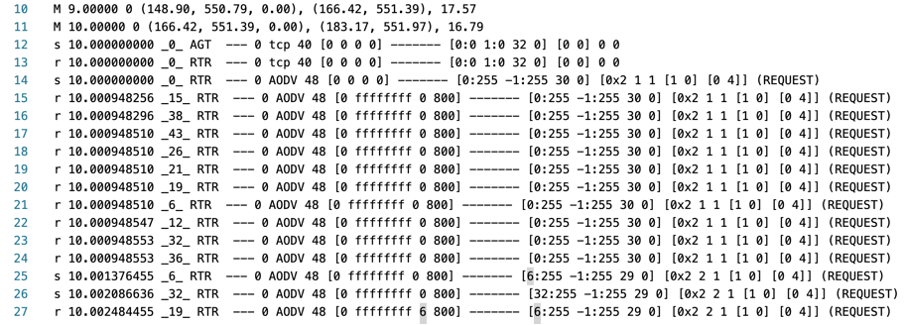 10 M 9.00000 0 (148.90, 550.79, 0.00), (166.42, 551.39), 17.57
11 M 10.00000 0 (166.42, 551.39, 0.00), (183.17, 551.97), 16.79
12 s 10.000000000 _0_ AGT --- 0 tcp 40 [0 0 0 0] ------- [0:0 1:0 32 0] [0 0] 0 0
13 r 10.000000000 _0_ RTR --- 0 tcp 40 [0 0 0 0] ------- [0:0 1:0 32 0] [0 0] 0 0
14 s 10.000000000 _0_ RTR --- 0 AODV 48 [0 0 0 0] ------- [0:255 -1:255 30 0] [0x2 1 1 [1 0] [0 4]] (REQUEST)
15 r 10.000948256 _15_ RTR --- 0 AODV 48 [0 ffffffff 0 800] ------- [0:255 -1:255 30 0] [0x2 1 1 [1 0] [0 4]] (REQUEST)
16 r 10.000948296 _38_ RTR --- 0 AODV 48 [0 ffffffff 0 800] ------- [0:255 -1:255 30 0] [0x2 1 1 [1 0] [0 4]] (REQUEST)
17 r 10.000948510 _43_ RTR --- 0 AODV 48 [0 ffffffff 0 800] ------- [0:255 -1:255 30 0] [0x2 1 1 [1 0] [0 4]] (REQUEST)
18 r 10.000948510 _26_ RTR --- 0 AODV 48 [0 ffffffff 0 800] ------- [0:255 -1:255 30 0] [0x2 1 1 [1 0] [0 4]] (REQUEST)
19 r 10.000948510 _21_ RTR --- 0 AODV 48 [0 ffffffff 0 800] ------- [0:255 -1:255 30 0] [0x2 1 1 [1 0] [0 4]] (REQUEST)
20 r 10.000948510 _19_ RTR --- 0 AODV 48 [0 ffffffff 0 800] ------- [0:255 -1:255 30 0] [0x2 1 1 [1 0] [0 4]] (REQUEST)
21 r 10.000948510 _6_ RTR --- 0 AODV 48 [0 ffffffff 0 800] ------- [0:255 -1:255 30 0] [0x2 1 1 [1 0] [0 4]] (REQUEST)
22 r 10.000948547 _12_ RTR --- 0 AODV 48 [0 ffffffff 0 800] ------- [0:255 -1:255 30 0] [0x2 1 1 [1 0] [0 4]] (REQUEST)
23 r 10.000948553 _32_ RTR --- 0 AODV 48 [0 ffffffff 0 800] ------- [0:255 -1:255 30 0] [0x2 1 1 [1 0] [0 4]] (REQUEST)
24 r 10.000948553 _36_ RTR --- 0 AODV 48 [0 ffffffff 0 800] ------- [0:255 -1:255 30 0] [0x2 1 1 [1 0] [0 4]] (REQUEST)
25 s 10.001376455 _6_ RTR --- 0 AODV 48 [0 ffffffff 0 800] ------- [6:255 -1:255 29 0] [0x2 2 1 [1 0] [0 4]] (REQUEST)
26 s 10.002086636 _32_ RTR --- 0 AODV 48 [0 ffffffff 0 800] ------- [32:255 -1:255 29 0] [0x2 2 1 [1 0] [0 4]] (REQUEST)
27 r 10.002484455 _19_ RTR --- 0 AODV 48 [0 ffffffff 6 800] ------- [6:255 -1:255 29 0] [0x2 2 1 [1 0] [0 4]] (REQUEST)